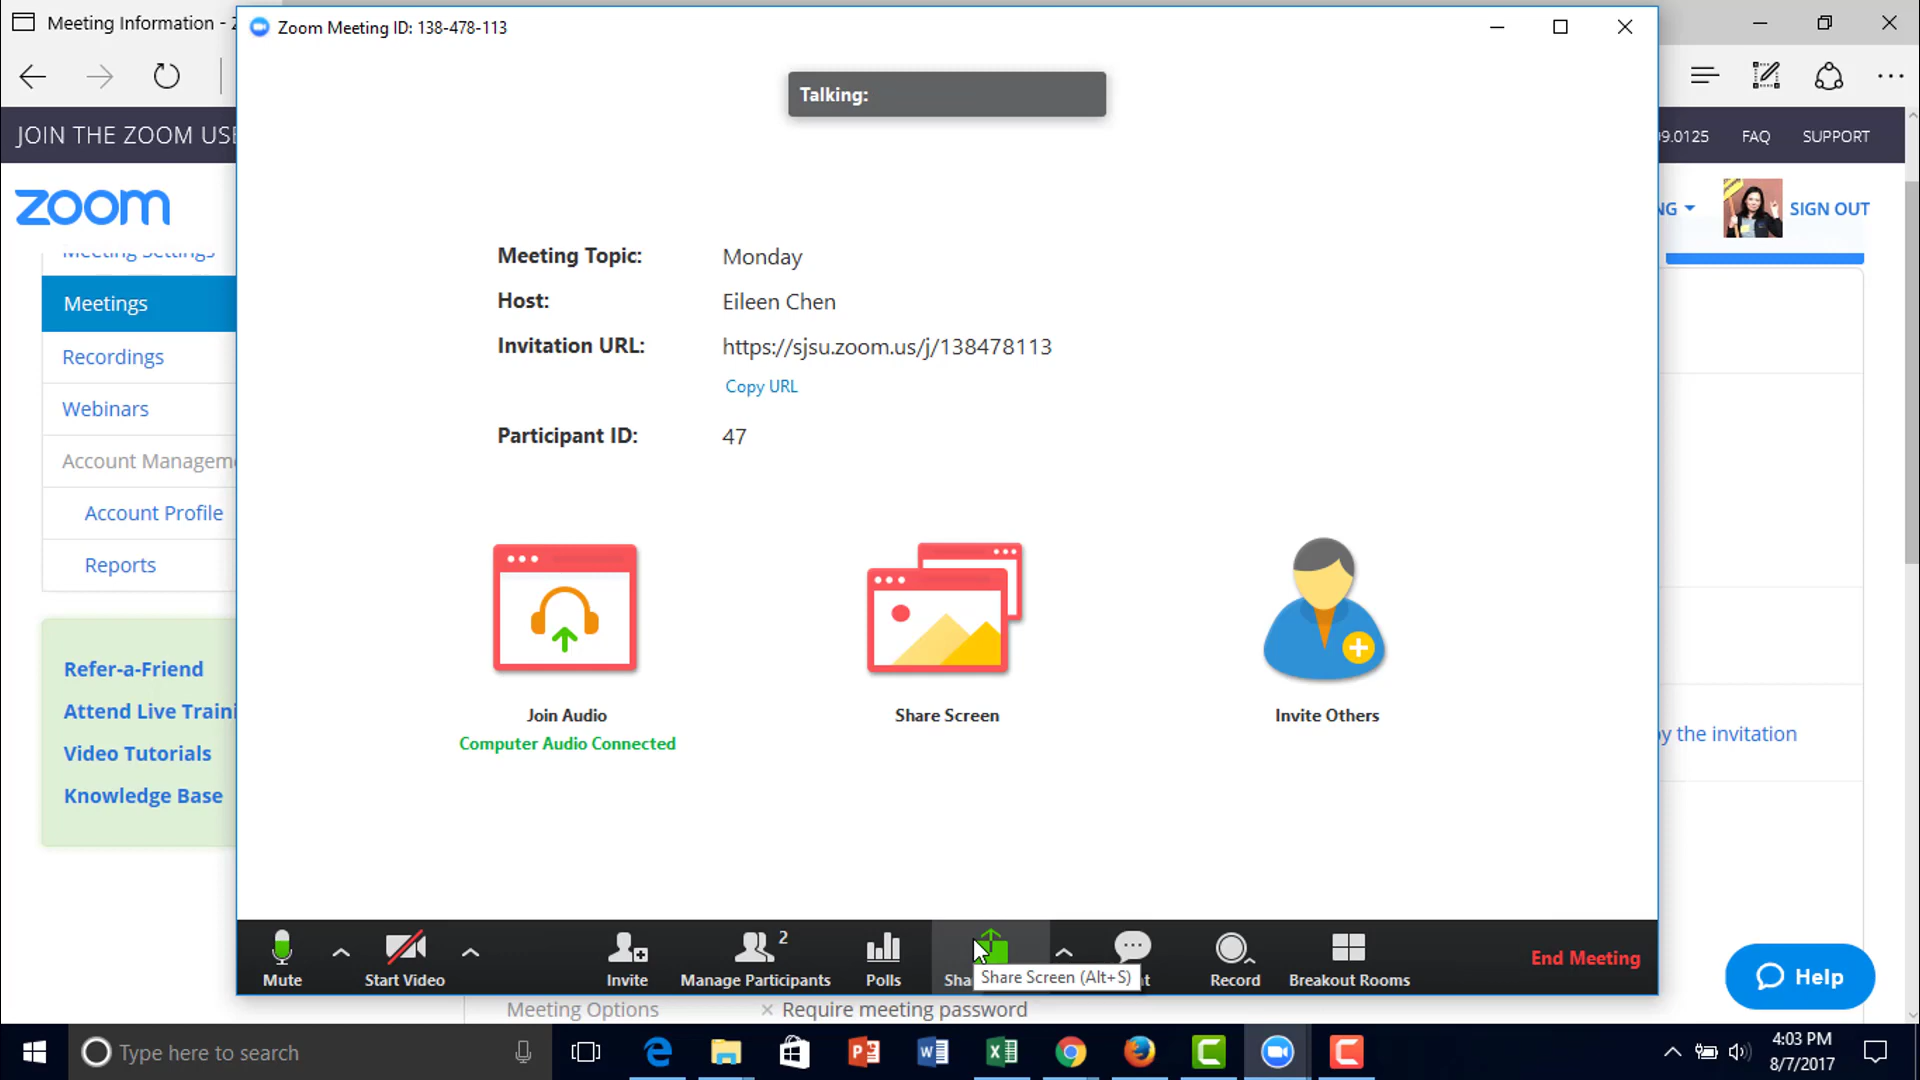 Meeting Information -
Zoom Meeting ID: 138-478-113
Talking:
JOIN THE ZOOM USE
99.0125
FAQ
SUPPORT
zoom
NG
SIGN OUT
Meeting Settings
Meetings
Recordings
Webinars
Account Managem
Account Profile
Reports
Refer-a-Friend
Attend Live Traini
Video Tutorials
Knowledge Base
Meeting Topic: Monday
Host: Eileen Chen
Invitation URL: https://sjsu.zoom.us/j/138478113
Copy URL
Participant ID: 47
Join Audio
Computer Audio Connected
Share Screen
Invite Others
the invitation
Mute
Start Video
Invite
2
Manage Participants
Polls
Sha
Share Screen (Alt+S)
Record
Breakout Rooms
End Meeting
Help
Meeting Options
× Require meeting password
Type here to search
4:03 PM
8/7/2017